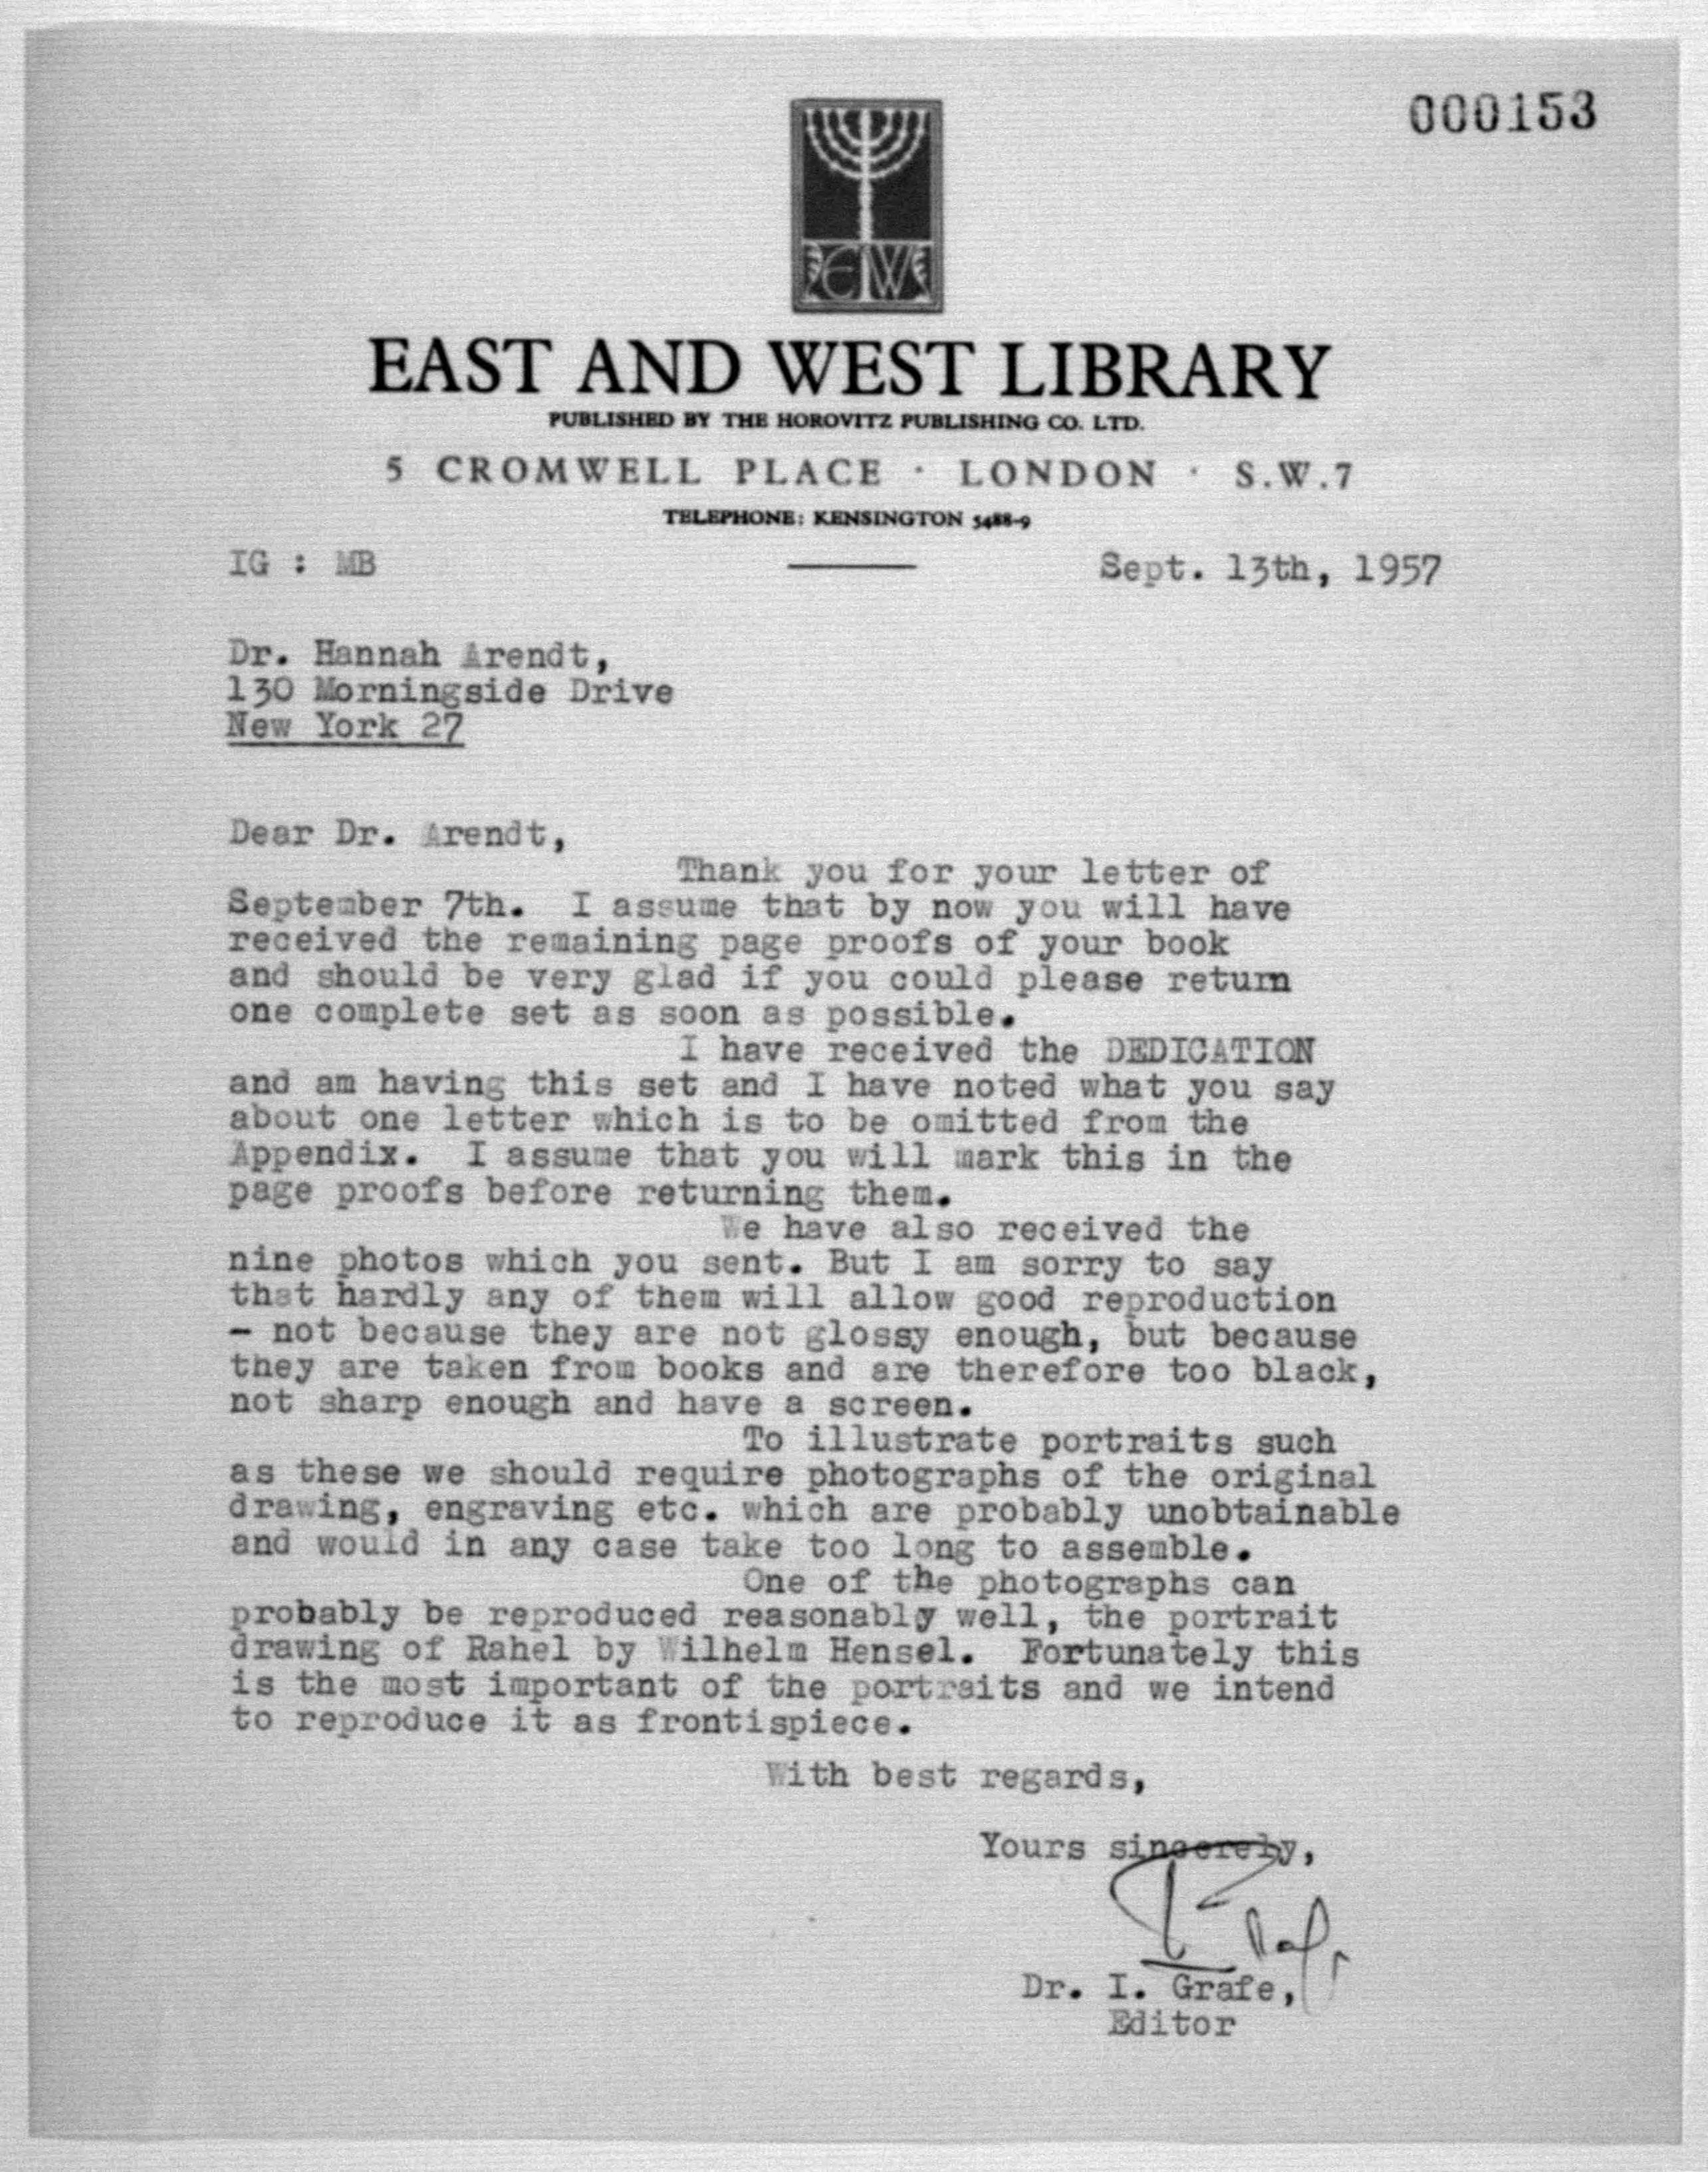 000153
EW
EAST AND WEST LIBRARY
PUBLISHED BY THE HOROVITZ PUBLISHING CO. LTD.
5 CROMWELL PLACE · LONDON · S.W.7
TELEPHONE: KENSINGTON 5488-9
IG : MB
Sept. 13th, 1957
Dr. Hannah Arendt,
130 Morningside Drive
New York 27
Dear Dr. Arendt,
Thank you for your letter of
September 7th. I assume that by now you will have
received the remaining page proofs of your book
and should be very glad if you could please return
one complete set as soon as possible.
I have received the DEDICATION
and am having this set and I have noted what you say
about one letter which is to be omitted from the
Appendix. I assume that you will mark this in the
page proofs before returning them.
We have also received the
nine photos which you sent. But I am sorry to say
that hardly any of them will allow good reproduction
- not because they are not glossy enough, but because
they are taken from books and are therefore too black,
not sharp enough and have a screen.
To illustrate portraits such
as these we should require photographs of the original
drawing, engraving etc. which are probably unobtainable
and would in any case take too long to assemble.
One of the photographs can
probably be reproduced reasonably well, the portrait
drawing of Rahel by Wilhelm Hensel. Fortunately this
is the most important of the portraits and we intend
to reproduce it as frontispiece.
With best regards,
Yours sincerely,
Dr. I. Grafe,
Editor